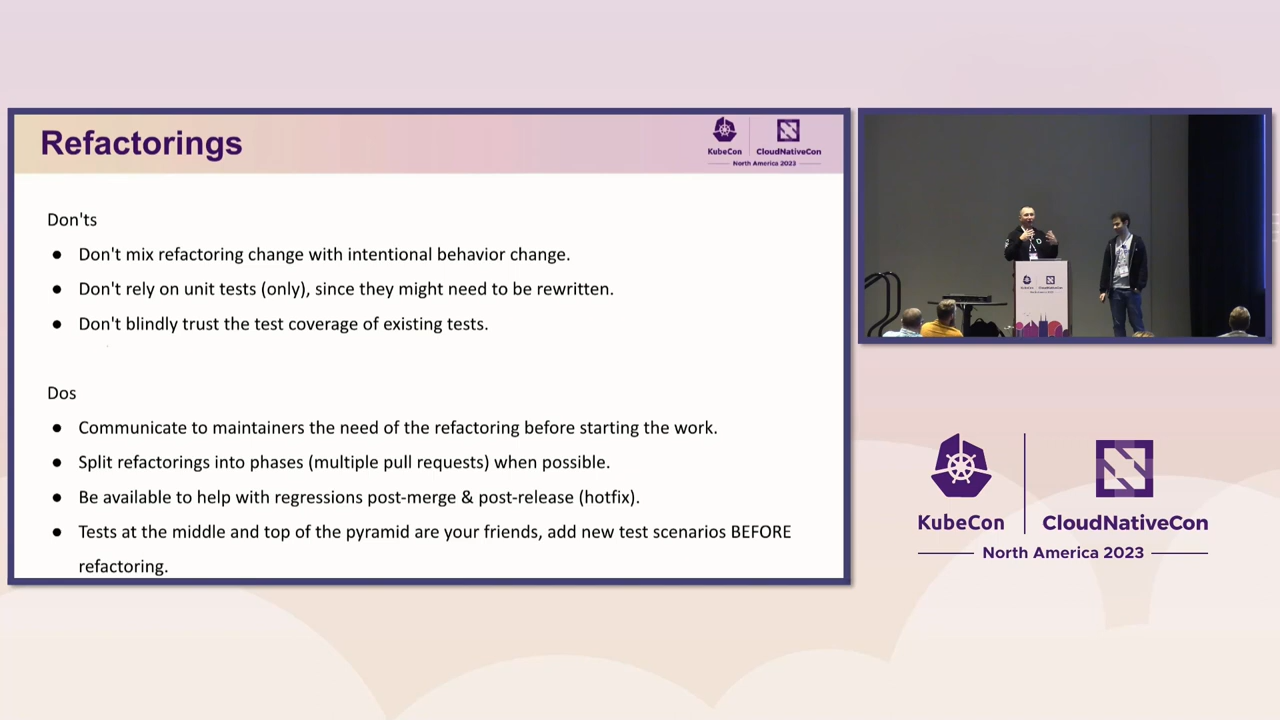 Refactorings
KubeCon
CloudNativeCon
North America 2023
Don'ts
● Don't mix refactoring change with intentional behavior change.
● Don't rely on unit tests (only), since they might need to be rewritten.
● Don't blindly trust the test coverage of existing tests.
Dos
● Communicate to maintainers the need of the refactoring before starting the work.
● Split refactorings into phases (multiple pull requests) when possible.
● Be available to help with regressions post-merge & post-release (hotfix).
● Tests at the middle and top of the pyramid are your friends, add new test scenarios BEFORE
refactoring.
KubeCon
CloudNativeCon
North America 2023